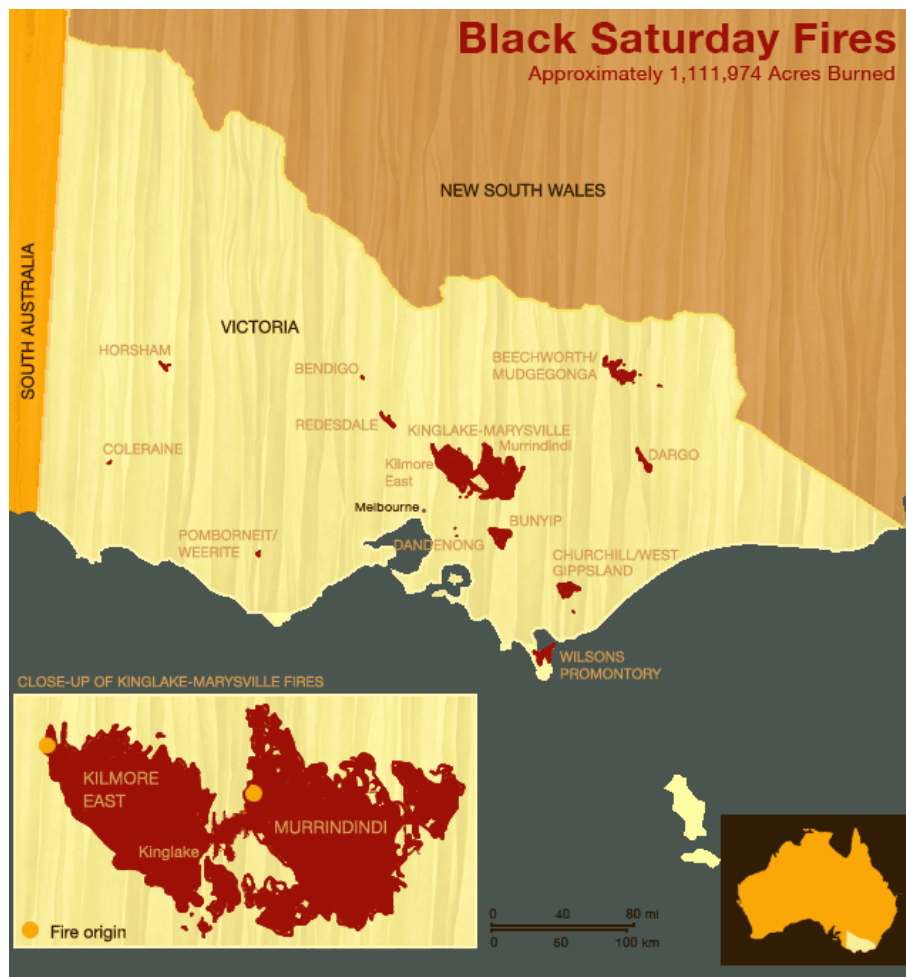 Black Saturday Fires
Approximately 1,111,974 Acres Burned
NEW SOUTH WALES
SOUTH AUSTRALIA
VICTORIA
HORSHAM
BENDIGO
BEECHWORTH/
MUDGEGONGA
REDESDALE
KINGLAKE-MARYSVILLE
Murrindindi
COLERAINE
Kilmore
East
DARGO
Melbourne
BUNYIP
POMBORNEIT/
WEERITE
DANDENONG
CHURCHILL/WEST
GIPPSLAND
WILSONS
PROMONTORY
CLOSE-UP OF KINGLAKE-MARYSVILLE FIRES
KILMORE
EAST
MURRINDINDI
Kinglake
Fire origin
0 40 80 mi
0 50 100 km